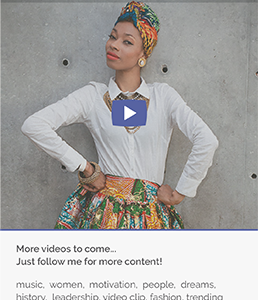 More videos to come...
Just follow me for more content!
music, women, motivation, people, dreams,
history, leadership, video clip, fashion, trending